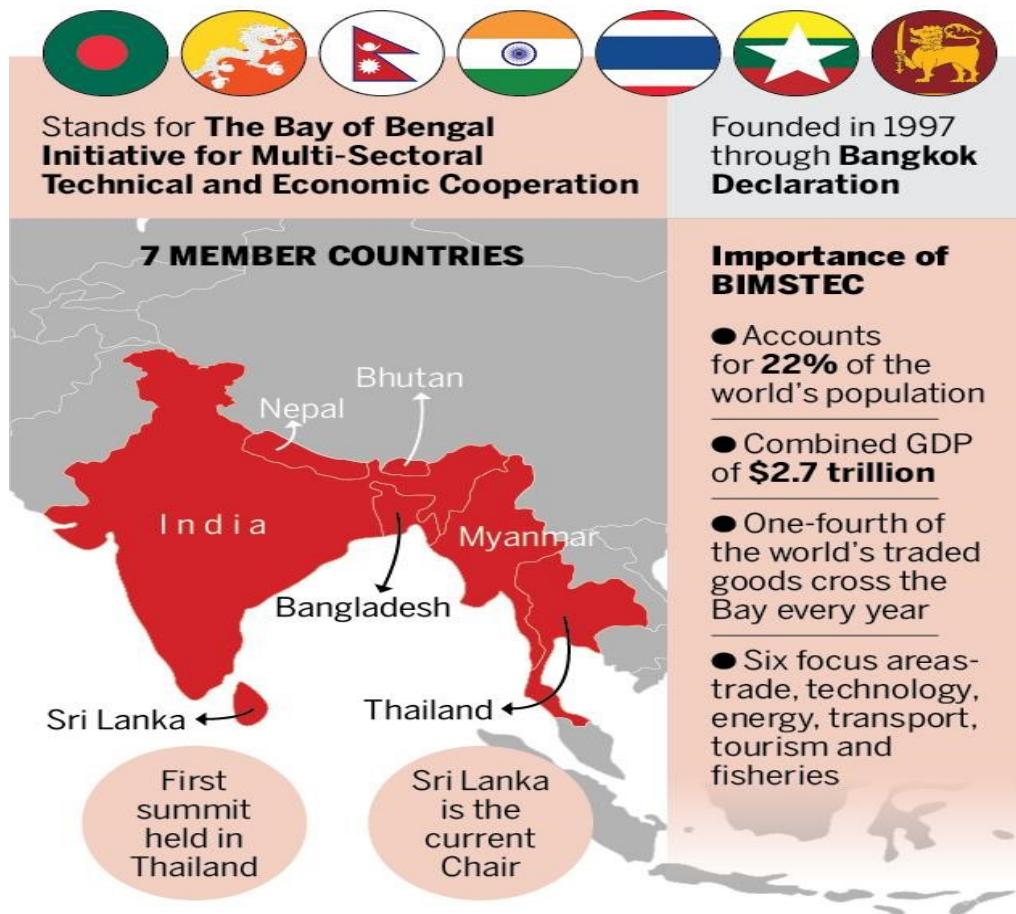 Stands for The Bay of Bengal
Initiative for Multi-Sectoral
Technical and Economic Cooperation
Founded in 1997
through Bangkok
Declaration
7 MEMBER COUNTRIES
Bhutan
Nepal
India
Myanmar
Bangladesh
Sri Lanka
Thailand
First
summit
held in
Thailand
Sri Lanka
is the
current
Chair
Importance of
BIMSTEC
● Accounts
for 22% of the
world's population
● Combined GDP
of $2.7 trillion
● One-fourth of
the world's traded
goods cross the
Bay every year
● Six focus areas-
trade, technology,
energy, transport,
tourism and
fisheries